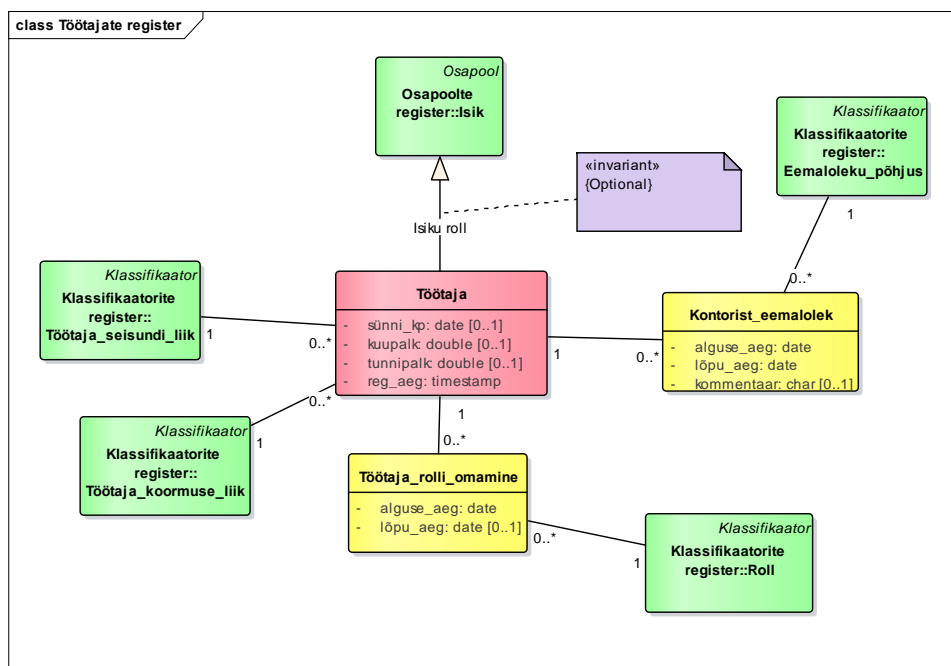 class Töötajate register
Osapool
Osapoolte
register::Isik
«invariant»
{Optional}
Klassifikaator
Klassifikaatorite
register::
Eemaloleku_põhjus
Isiku roll
1
0..*
Klassifikaator
Klassifikaatorite
register::
Töötaja_seisundi_liik
1
0..*
Töötaja
- sünni_kp: date [0..1]
- kuupalk: double [0..1]
- tunnipalk: double [0..1]
- reg_aeg: timestamp
1
0..*
Kontorist_eemalolek
- alguse_aeg: date
- lõpu_aeg: date
- kommentaar: char [0..1]
0..*
1
Klassifikaator
Klassifikaatorite
register::
Töötaja_koormuse_liik
1
0..*
Töötaja_rolli_omamine
- alguse_aeg: date
- lõpu_aeg: date [0..1]
0..*
1
Klassifikaator
Klassifikaatorite
register::Roll